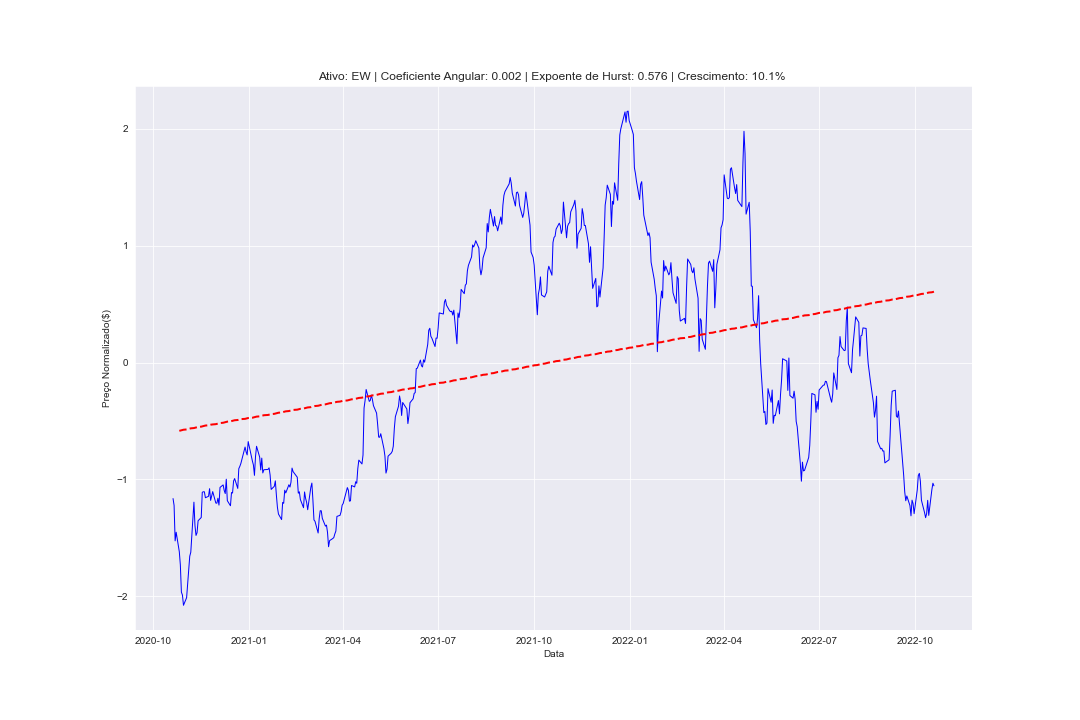 Ativo: EW | Coeficiente Angular: 0.002 | Expoente de Hurst: 0.576 | Crescimento: 10.1%
Preço Normalizado($)
2
1
0
−1
−2
2020-10 2021-01 2021-04 2021-07 2021-10 2022-01 2022-04 2022-07 2022-10
Data